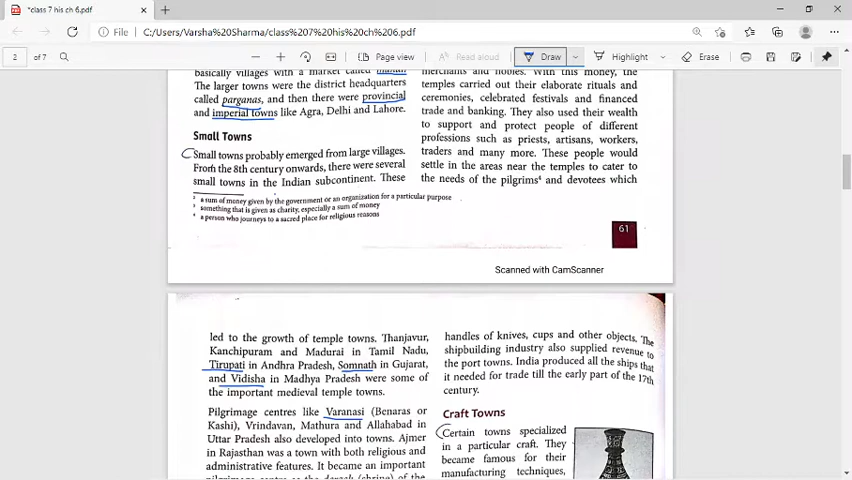 *class 7 his ch 6.pdf
File
C:/Users/Varsha%20Sharma/class%207%20his%20ch%206.pdf
2
of 7
Page view
Read aloud
Draw
Highlight
Erase
basically villages with a market called mandi
The larger towns were the district headquarters
called parganas, and then there were provincial
and imperial towns like Agra, Delhi and Lahore.
Small Towns
Small towns probably emerged from large villages.
From the 8th century onwards, there were several
small towns in the Indian subcontinent. These
merchants and nobles. With this money, the
temples carried out their elaborate rituals and
ceremonies, celebrated festivals and financed
trade and banking. They also used their wealth
to support and protect people of different
professions such as priests, artisans, workers,
traders and many more. These people would
settle in the areas near the temples to cater to
the needs of the pilgrims⁴ and devotees which
² a sum of money given by the government or an organization for a particular purpose
³ something that is given as charity, especially a sum of money
⁴ a person who journeys to a sacred place for religious reasons
61
Scanned with CamScanner
led to the growth of temple towns. Thanjavur,
Kanchipuram and Madurai in Tamil Nadu,
Tirupati in Andhra Pradesh, Somnath in Gujarat,
and Vidisha in Madhya Pradesh were some of
the important medieval temple towns.
Pilgrimage centres like Varanasi (Benaras or
Kashi), Vrindavan, Mathura and Allahabad in
Uttar Pradesh also developed into towns. Ajmer
in Rajasthan was a town with both religious and
administrative features. It became an important
pilgrimage centre as the dargah (shrine) of the
handles of knives, cups and other objects. The
shipbuilding industry also supplied revenue to
the port towns. India produced all the ships that
it needed for trade till the early part of the 17th
century.
Craft Towns
Certain towns specialized
in a particular craft. They
became famous for their
manufacturing techniques,